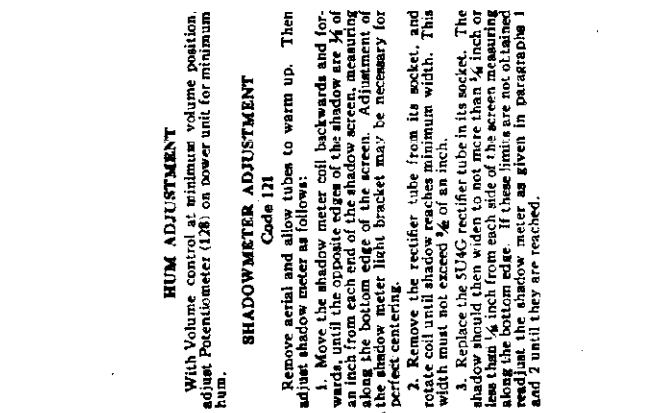 HUM ADJUSTMENT
With Volume control at minimum volume position,
adjust Potentiometer (128) on power unit for minimum
hum.
SHADOWMETER ADJUSTMENT
Code 121
Remove aerial and allow tubes to warm up. Then
adjust shadow meter as follows:
1. Move the shadow meter coil backwards and for-
wards, until the opposite edges of the shadow are ⅛ of
an inch from each end of the shadow screen, measuring
along the bottom edge of the screen. Adjustment of
the shadow meter light bracket may be necessary for
perfect centering.
2. Remove the rectifier tube from its socket, and
rotate coil until shadow reaches minimum width. This
width must not exceed of an inch.
3. Replace the 5U4G rectifier tube in its socket. The
shadow should then widen to not more than inch or
less than inch from each side of the screen measuring
along the bottom edge. If these limits are not obtained
readjust the shadow meter as given in paragraphs 1
and 2 until they are reached.